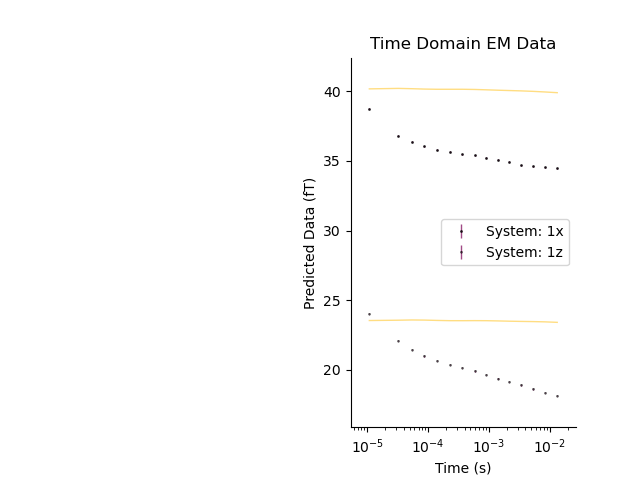 Time Domain EM Data
Predicted Data (fT)
40
35
30
25
20
System: 1x
System: 1z
10⁻⁵
10⁻⁴
10⁻³
10⁻²
Time (s)